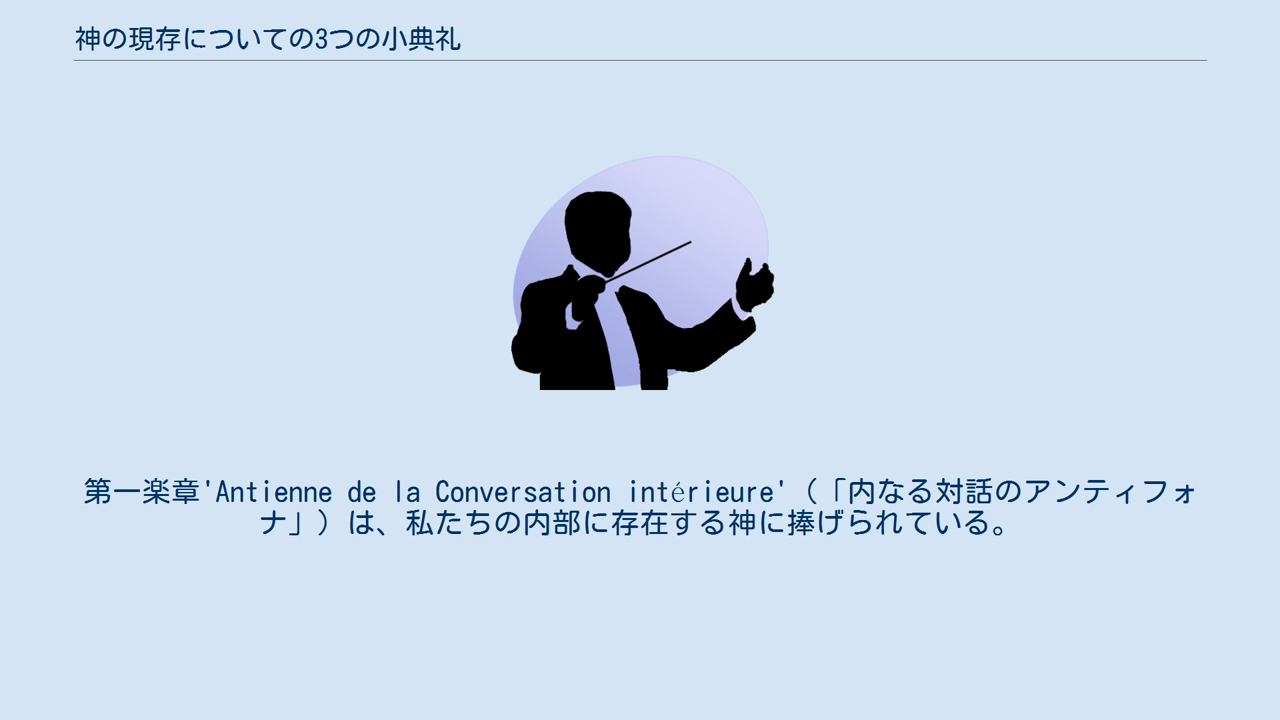 神の現存についての3つの小典礼
第一楽章'Antienne de la Conversation intérieure'（「内なる対話のアンティフォ
ナ」）は、私たちの内部に存在する神に捧げられている。